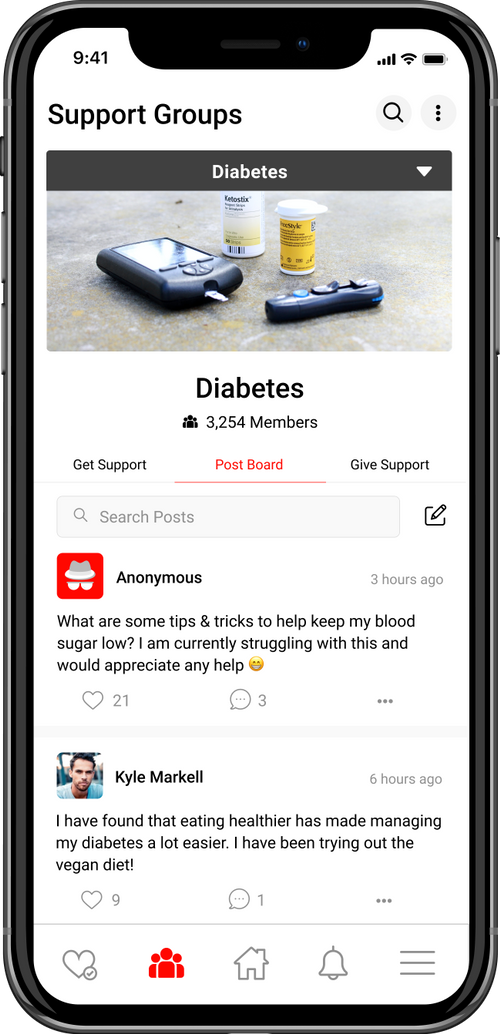 9:41
Support Groups
Diabetes
Ketostix
FreeStyle
Diabetes
3,254 Members
Get Support Post Board Give Support
Search Posts
Anonymous 3 hours ago
What are some tips & tricks to help keep my blood
sugar low? I am currently struggling with this and
would appreciate any help 😁
21 3
Kyle Markell 6 hours ago
I have found that eating healthier has made managing
my diabetes a lot easier. I have been trying out the
vegan diet!
9 1